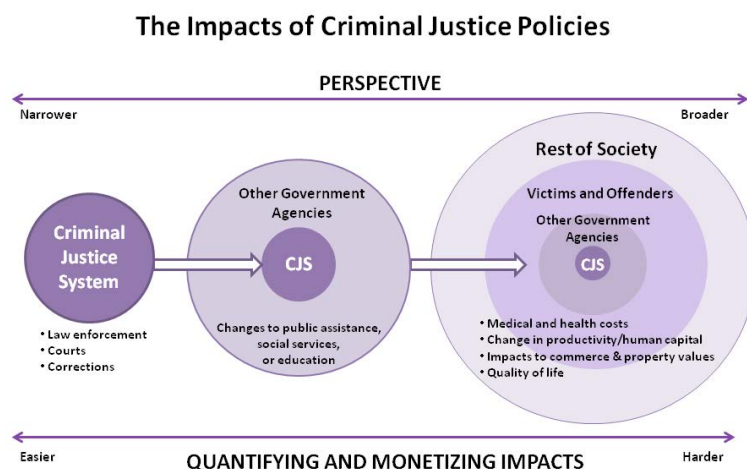 The Impacts of Criminal Justice Policies
PERSPECTIVE
Narrower
Broader
Criminal
Justice
System
• Law enforcement
• Courts
• Corrections
Other Government
Agencies
CJS
Changes to public assistance,
social services,
or education
Rest of Society
Victims and Offenders
Other Government
Agencies
CJS
• Medical and health costs
• Change in productivity/human capital
• Impacts to commerce & property values
• Quality of life
Easier
QUANTIFYING AND MONETIZING IMPACTS
Harder